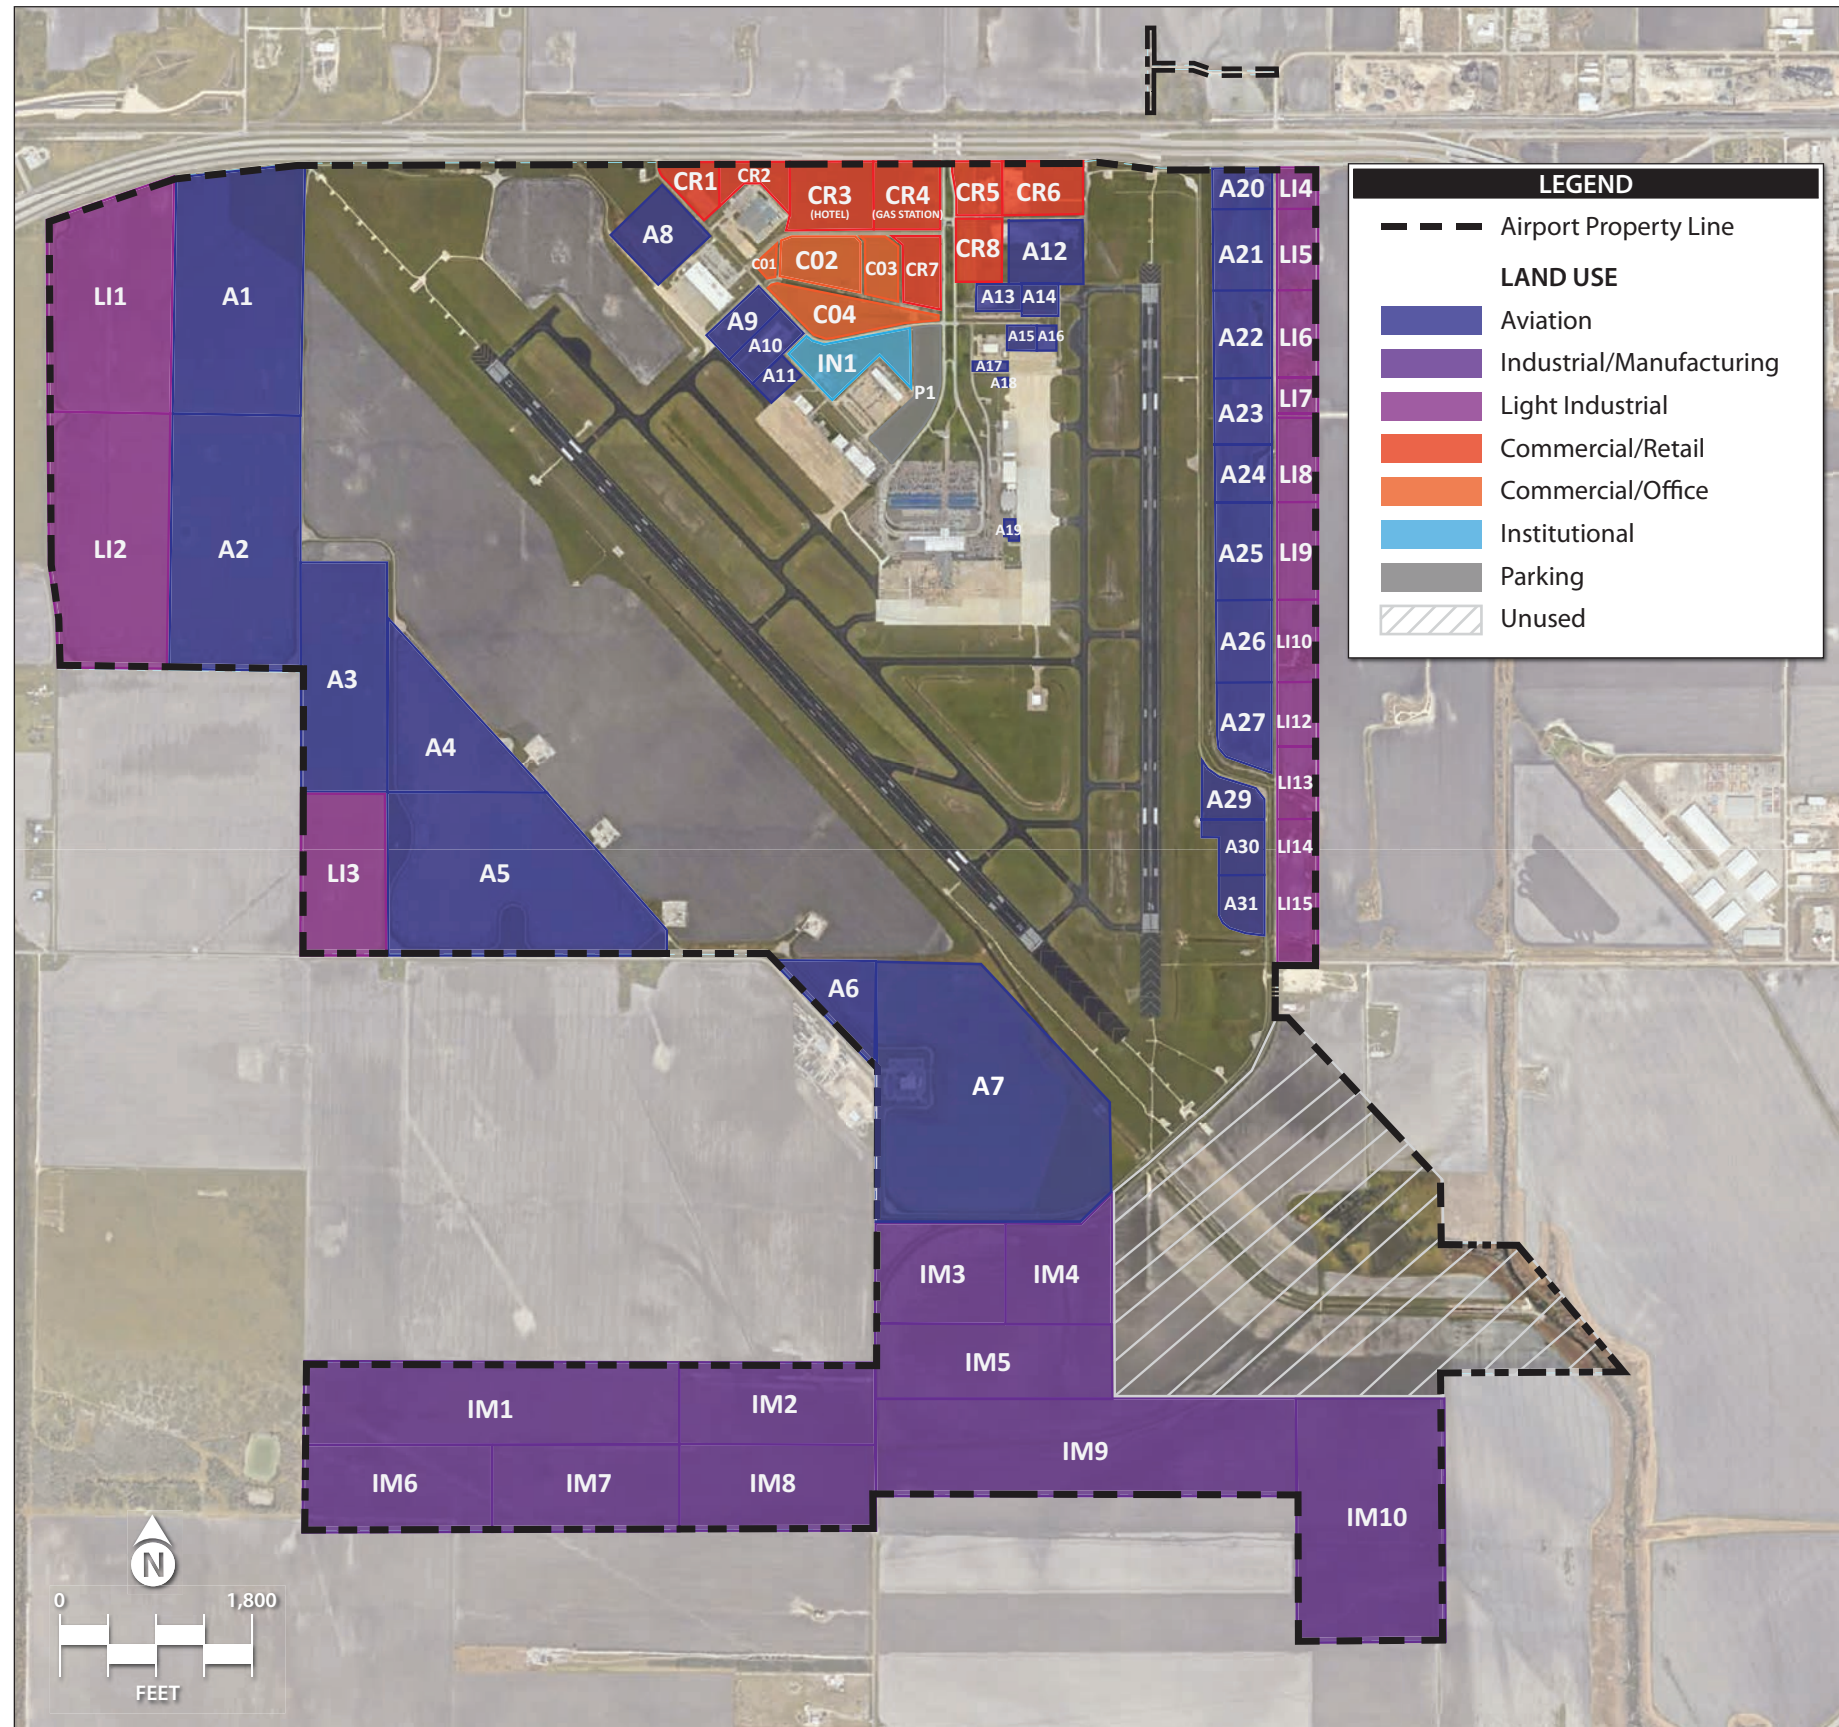 CR1
CR2
CR3
(HOTEL)
CR4
(GAS STATION)
CR5
CR6
A20
LI4
LEGEND
Airport Property Line
LAND USE
Aviation
Industrial/Manufacturing
Light Industrial
Commercial/Retail
Commercial/Office
Institutional
Parking
Unused
A8
C01
C02
C03
CR7
CR8
A12
A21
LI5
LI1
A1
A13
A14
A9
A10
A11
C04
IN1
P1
A15
A16
A17
A18
A22
LI6
A23
LI7
A24
LI8
A19
LI2
A2
A25
LI9
A26
LI10
A3
A4
A27
LI12
LI13
A29
A30
LI14
LI3
A5
A31
LI15
A6
A7
IM3
IM4
IM5
IM1
IM2
IM9
IM6
IM7
IM8
IM10
N
0
1,800
FEET